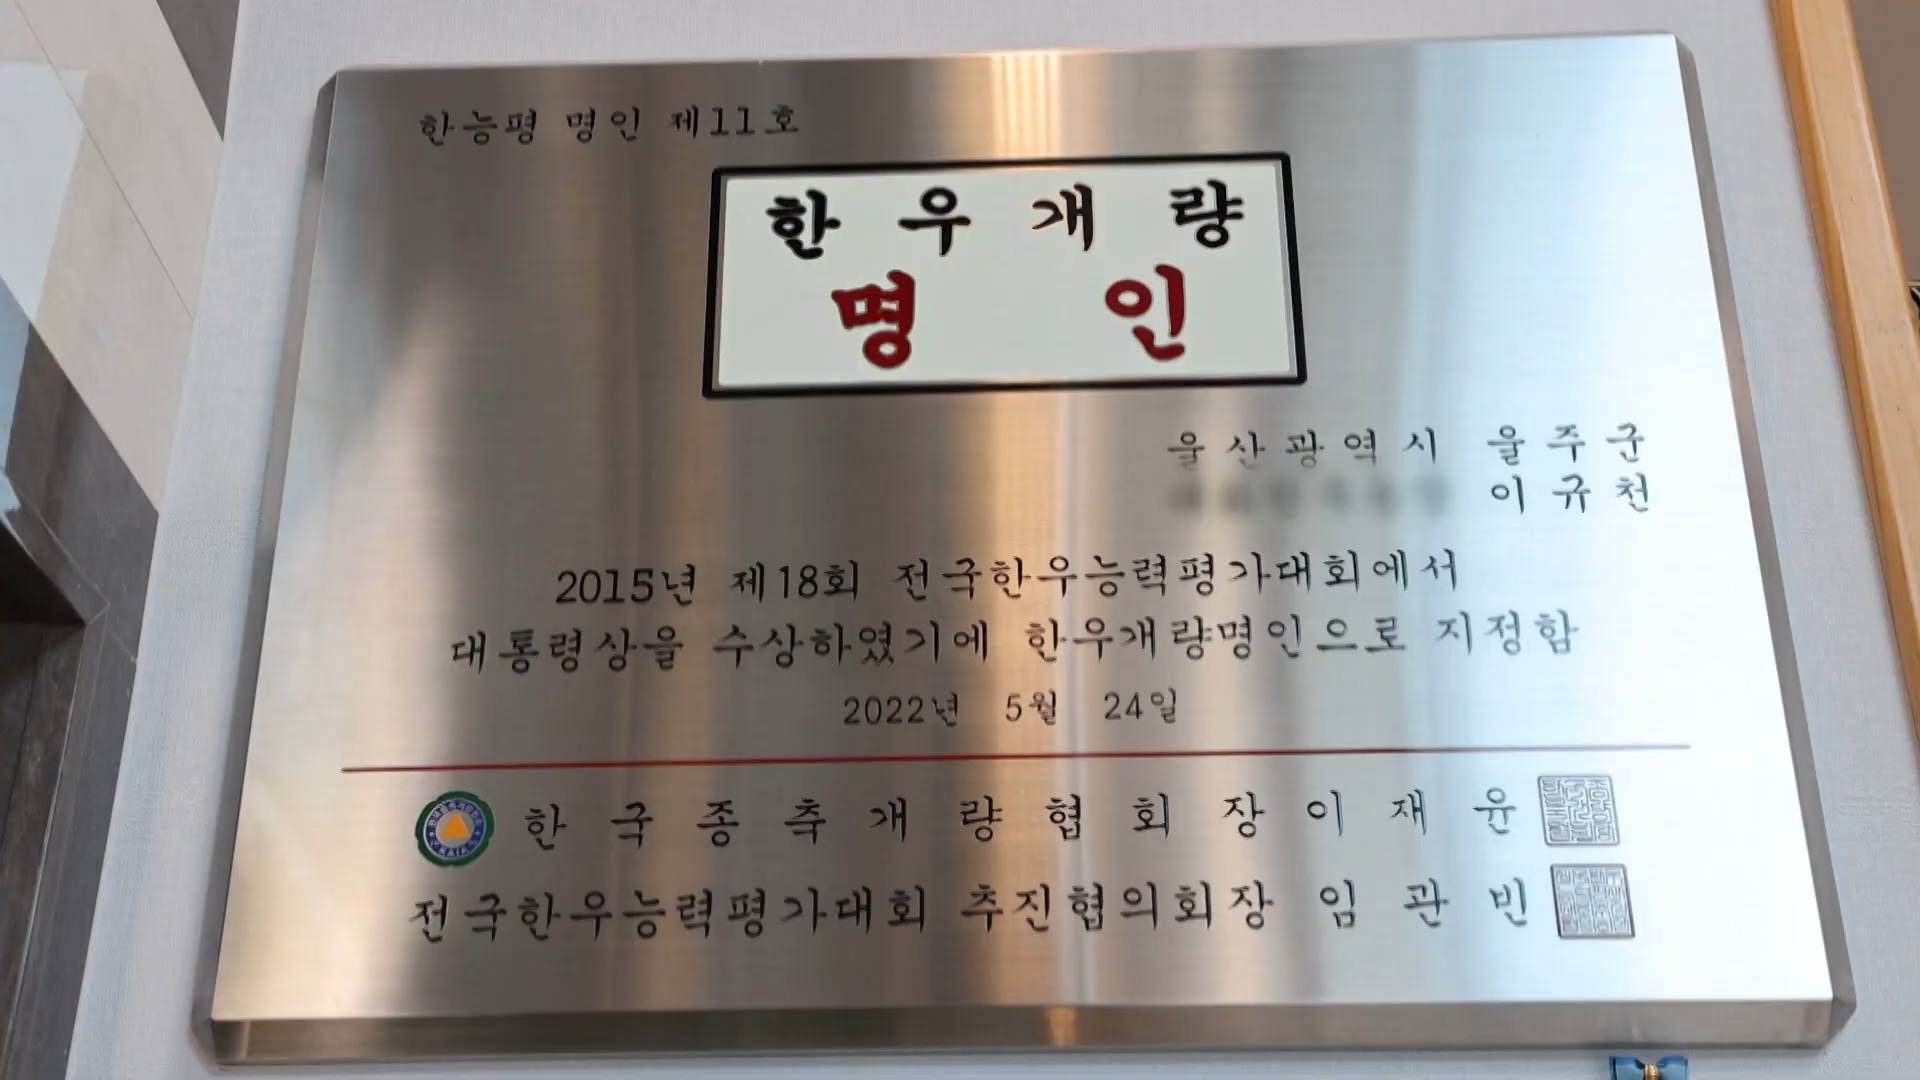 한능평 명인 제11호
한우개량
명인
울산광역시 울주군
이규천
2015년 제18회 전국한우능력평가대회에서
대통령상을 수상하였기에 한우개량명인으로 지정함
2022년 5월 24일
한국종축개량협회장 이재윤
전국한우능력평가대회 추진협의회장 임관빈